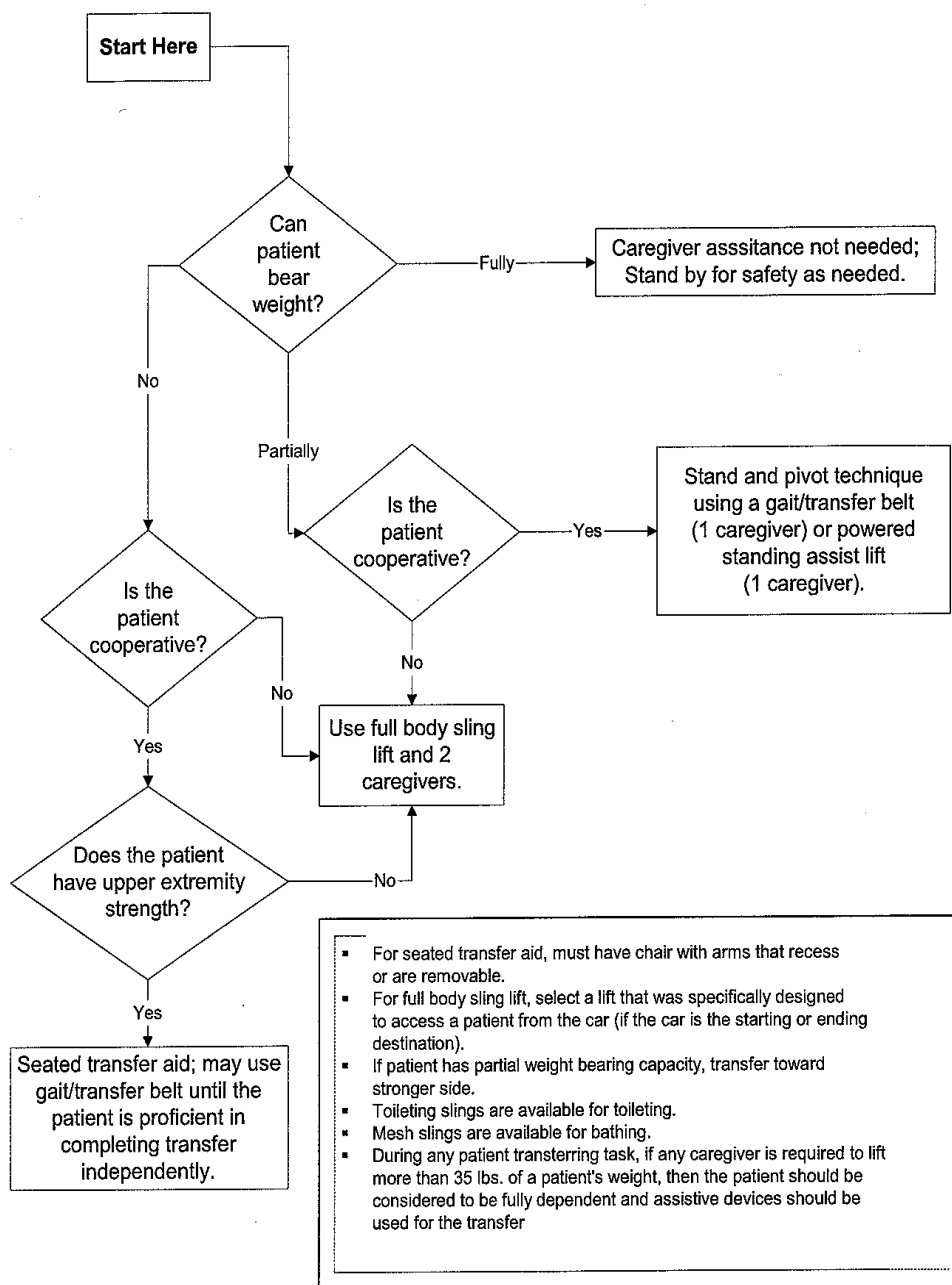 Start Here
Can
patient
bear
weight?
Fully
Caregiver asssitance not needed;
Stand by for safety as needed.
No
Partially
Is the
patient
cooperative?
Yes
Stand and pivot technique
using a gait/transfer belt
(1 caregiver) or powered
standing assist lift
(1 caregiver).
Is the
patient
cooperative?
No
No
Use full body sling
lift and 2
caregivers.
Yes
Does the patient
have upper extremity
strength?
No
Yes
Seated transfer aid; may use
gait/transfer belt until the
patient is proficient in
completing transfer
independently.
▪ For seated transfer aid, must have chair with arms that recess
or are removable.
▪ For full body sling lift, select a lift that was specifically designed
to access a patient from the car (if the car is the starting or ending
destination).
▪ If patient has partial weight bearing capacity, transfer toward
stronger side.
▪ Toileting slings are available for toileting.
▪ Mesh slings are available for bathing.
▪ During any patient transterring task, if any caregiver is required to lift
more than 35 lbs. of a patient's weight, then the patient should be
considered to be fully dependent and assistive devices should be
used for the transfer